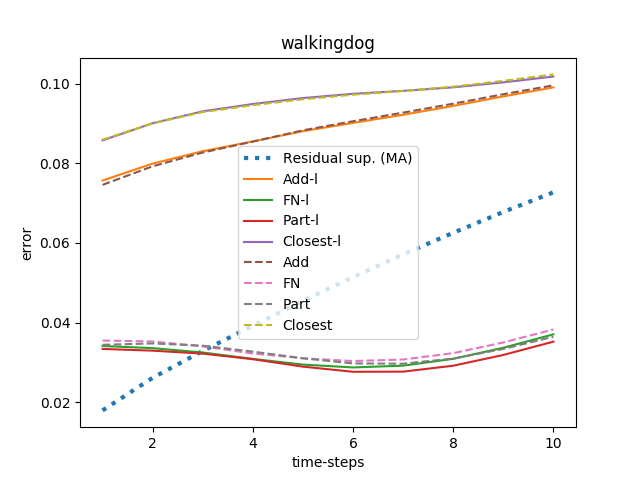 walkingdog
0.10
0.08
0.06
0.04
0.02
error
Residual sup. (MA)
Add-l
FN-l
Part-l
Closest-l
Add
FN
Part
Closest
2
4
6
8
10
time-steps